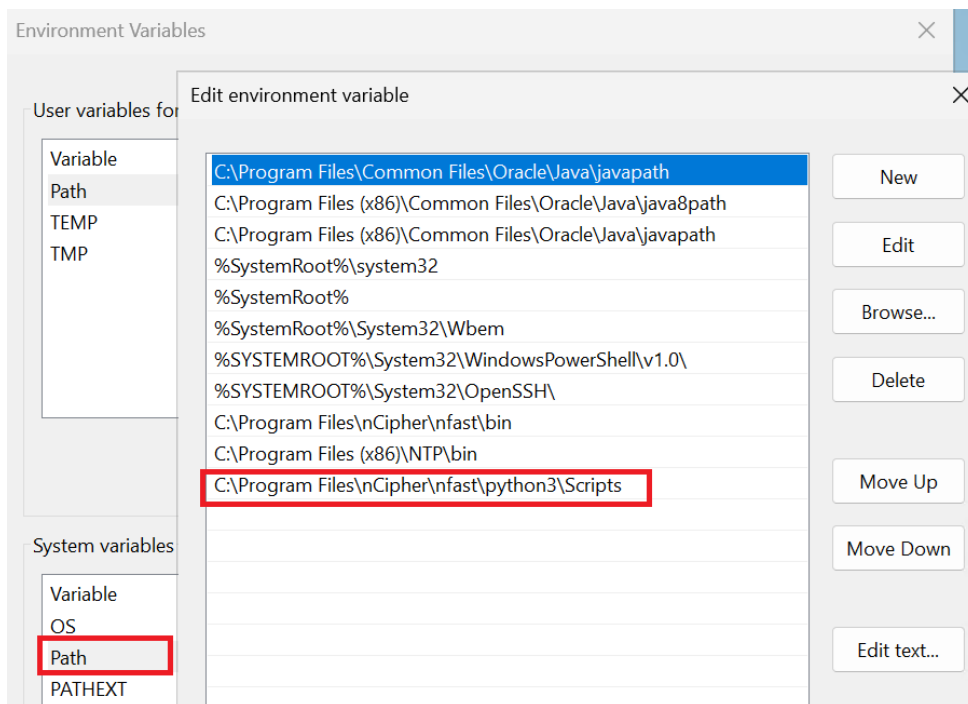 Environment Variables
Edit environment variable
User variables for
Variable
Path
TEMP
TMP
C:\Program Files\Common Files\Oracle\Java\javapath
C:\Program Files (x86)\Common Files\Oracle\Java\java8path
C:\Program Files (x86)\Common Files\Oracle\Java\javapath
%SystemRoot%\system32
%SystemRoot%
%SystemRoot%\System32\Wbem
%SYSTEMROOT%\System32\WindowsPowerShell\v1.0\
%SYSTEMROOT%\System32\OpenSSH\
C:\Program Files\nCipher\nfast\bin
C:\Program Files (x86)\NTP\bin
C:\Program Files\nCipher\nfast\python3\Scripts
New
Edit
Browse...
Delete
Move Up
Move Down
Edit text...
System variables
Variable
OS
Path
PATHEXT